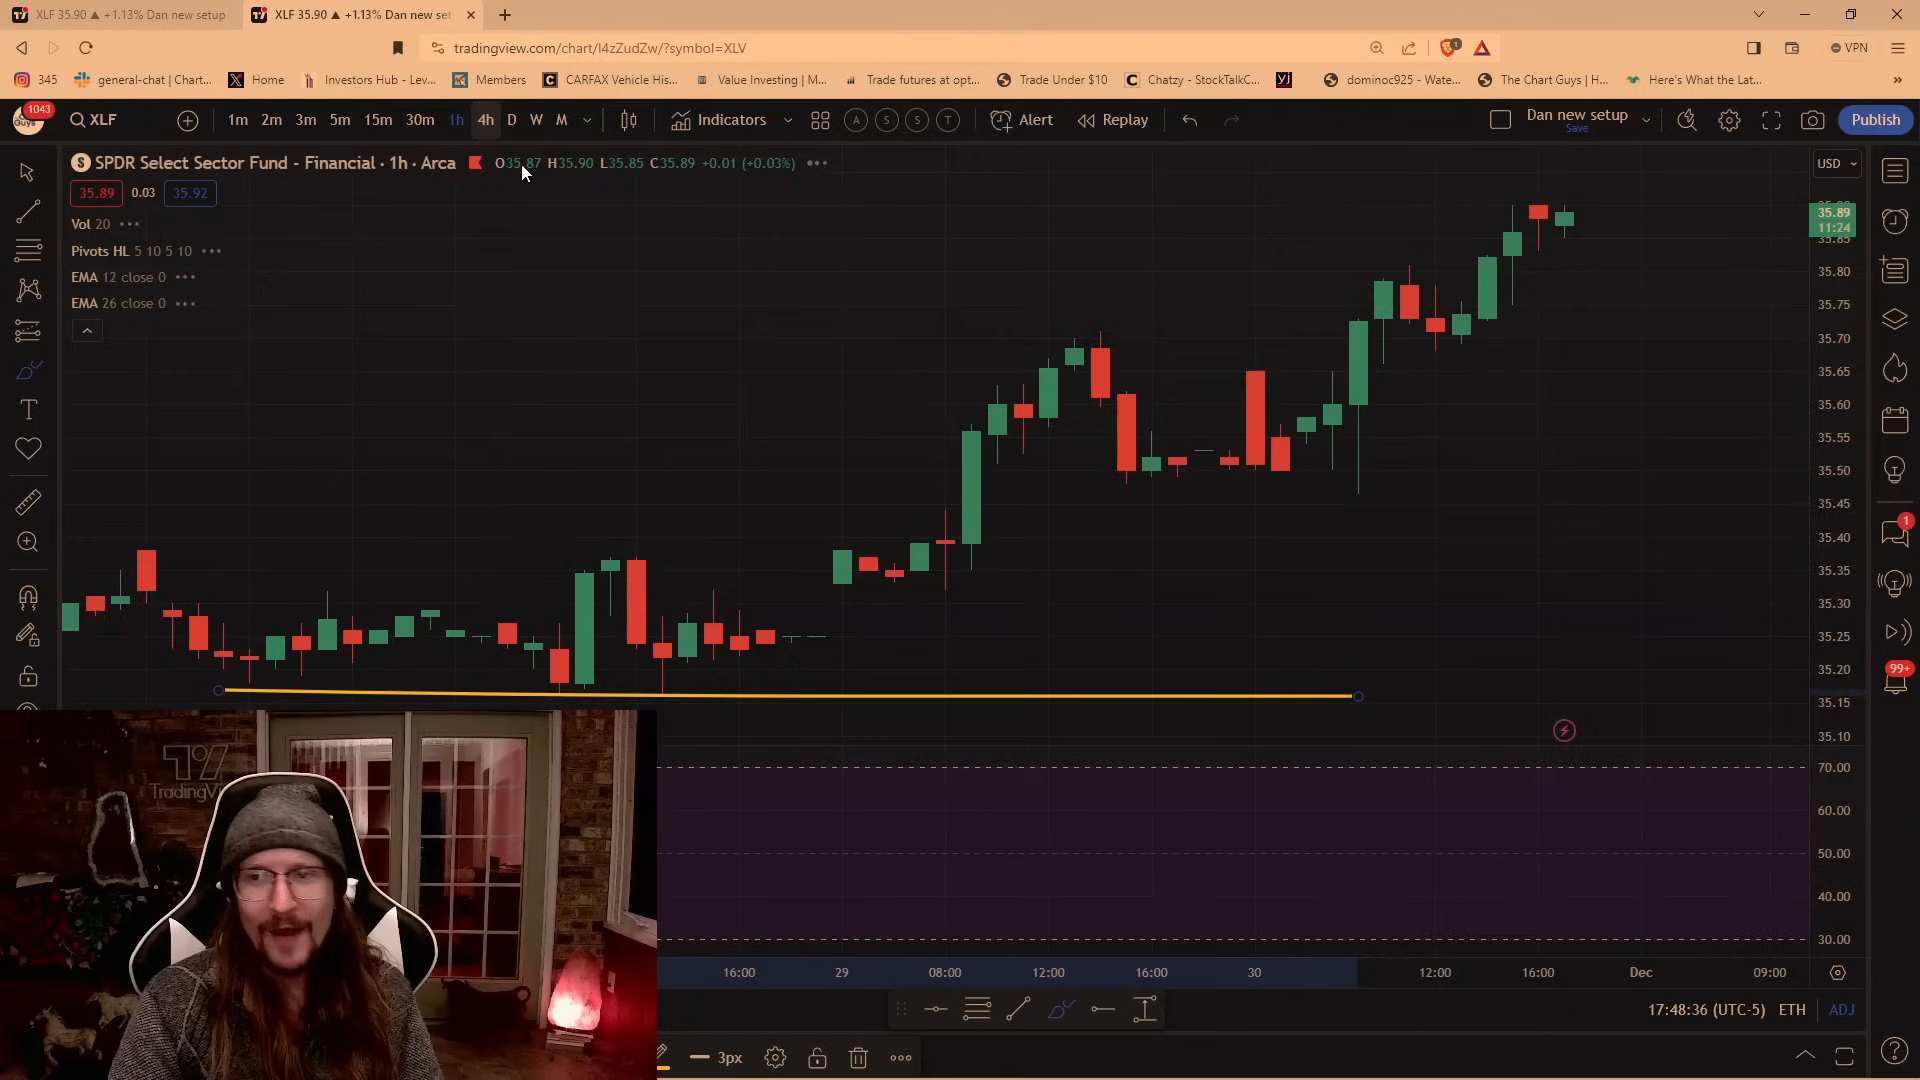 XLF 35.90 ▲ +1.13% Dan new setup
XLF 35.90 ▲ +1.13% Dan new set
tradingview.com/chart/I4zZudZw/?symbol=XLV
1
VPN
345
general-chat | Chart...
Home
Investors Hub - Lev...
Members
CARFAX Vehicle His...
Value Investing | M...
Trade futures at opt...
Trade Under $10
Chatzy - StockTalkC...
dominoc925 - Wate...
The Chart Guys | H...
Here's What the Lat...
1043
XLF
1m 2m 3m 5m 15m 30m 1h 4h D W M
Indicators
A S S T
Alert
Replay
Dan new setup
Save
Publish
SPDR Select Sector Fund - Financial · 1h · Arca
O35.87 H35.90 L35.85 C35.89 +0.01 (+0.03%)
USD
35.89 0.03 35.92
Vol 20
Pivots HL 5 10 5 10
EMA 12 close 0
EMA 26 close 0
35.89
11:24
35.85
35.80
35.75
35.70
35.65
35.60
35.55
35.50
35.45
35.40
35.35
35.30
35.25
35.20
35.15
35.10
70.00
60.00
50.00
40.00
30.00
1
99+
TradingVi
16:00 29 08:00 12:00 16:00 30 12:00 16:00 Dec 09:00
17:48:36 (UTC-5) ETH ADJ
3px